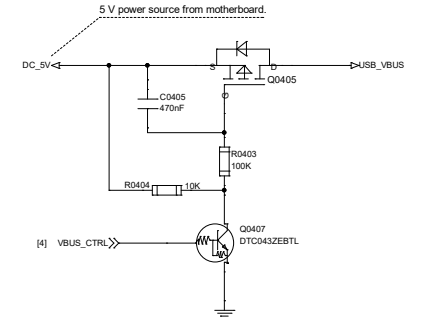 5 V power source from motherboard.
DC_5V
S
D
USB_VBUS
Q0405
C0405
470nF
G
R0403
100K
R0404
10K
Q0407
[4]
VBUS_CTRL
DTC043ZEBTL